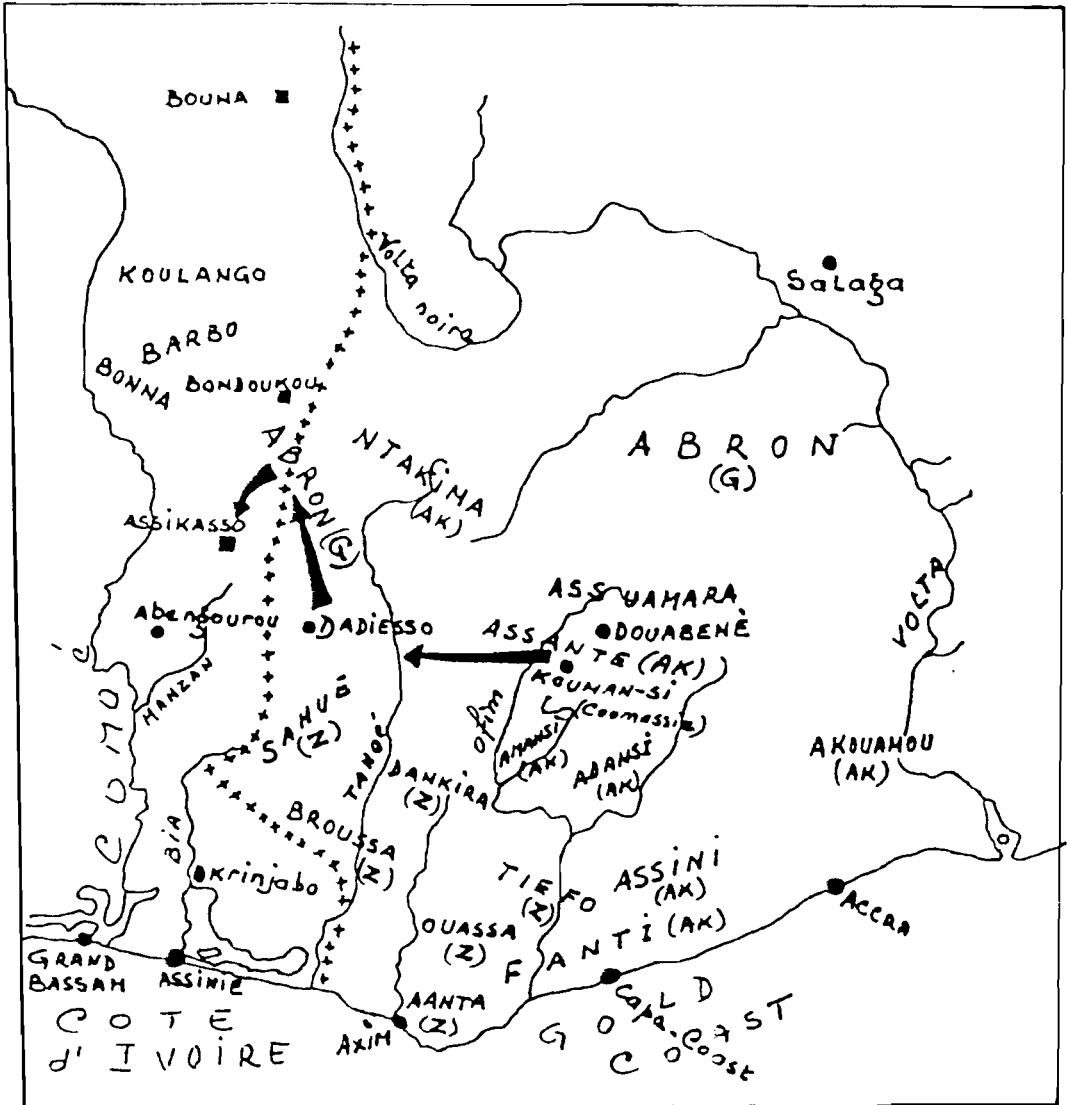 BOUNA
Volta noire
KOULANGO
Salaga
BARBO
BONNA
BONDOUKOU
ABRON (G)
NTAKIMA
(AK)
ABRON
(G)
ASSIKASSO
ASSUAMARA
Abengourou
DADIESSO
DOUABENÈ
ASSANTE (AK)
VOLTA
KOUMAN-SI
(Coomassie)
MANZAN
COMOÉ
SAHUÉ
(Z)
TANOÉ
Ofim
AMANSI
(AK)
ADANSI
(AK)
AKOUAMOU
(AK)
DANKIRA
(Z)
BIA
BROUSSA
(Z)
Krinjabo
TIEFO
(Z)
ASSINI
(AK)
ACCRA
OUASSA
(Z)
FANTI (AK)
GRAND
BASSAM
ASSINIE
AANTA
(Z)
Cape-Coast
AXIM
COTE
d'IVOIRE
GOLD
COAST